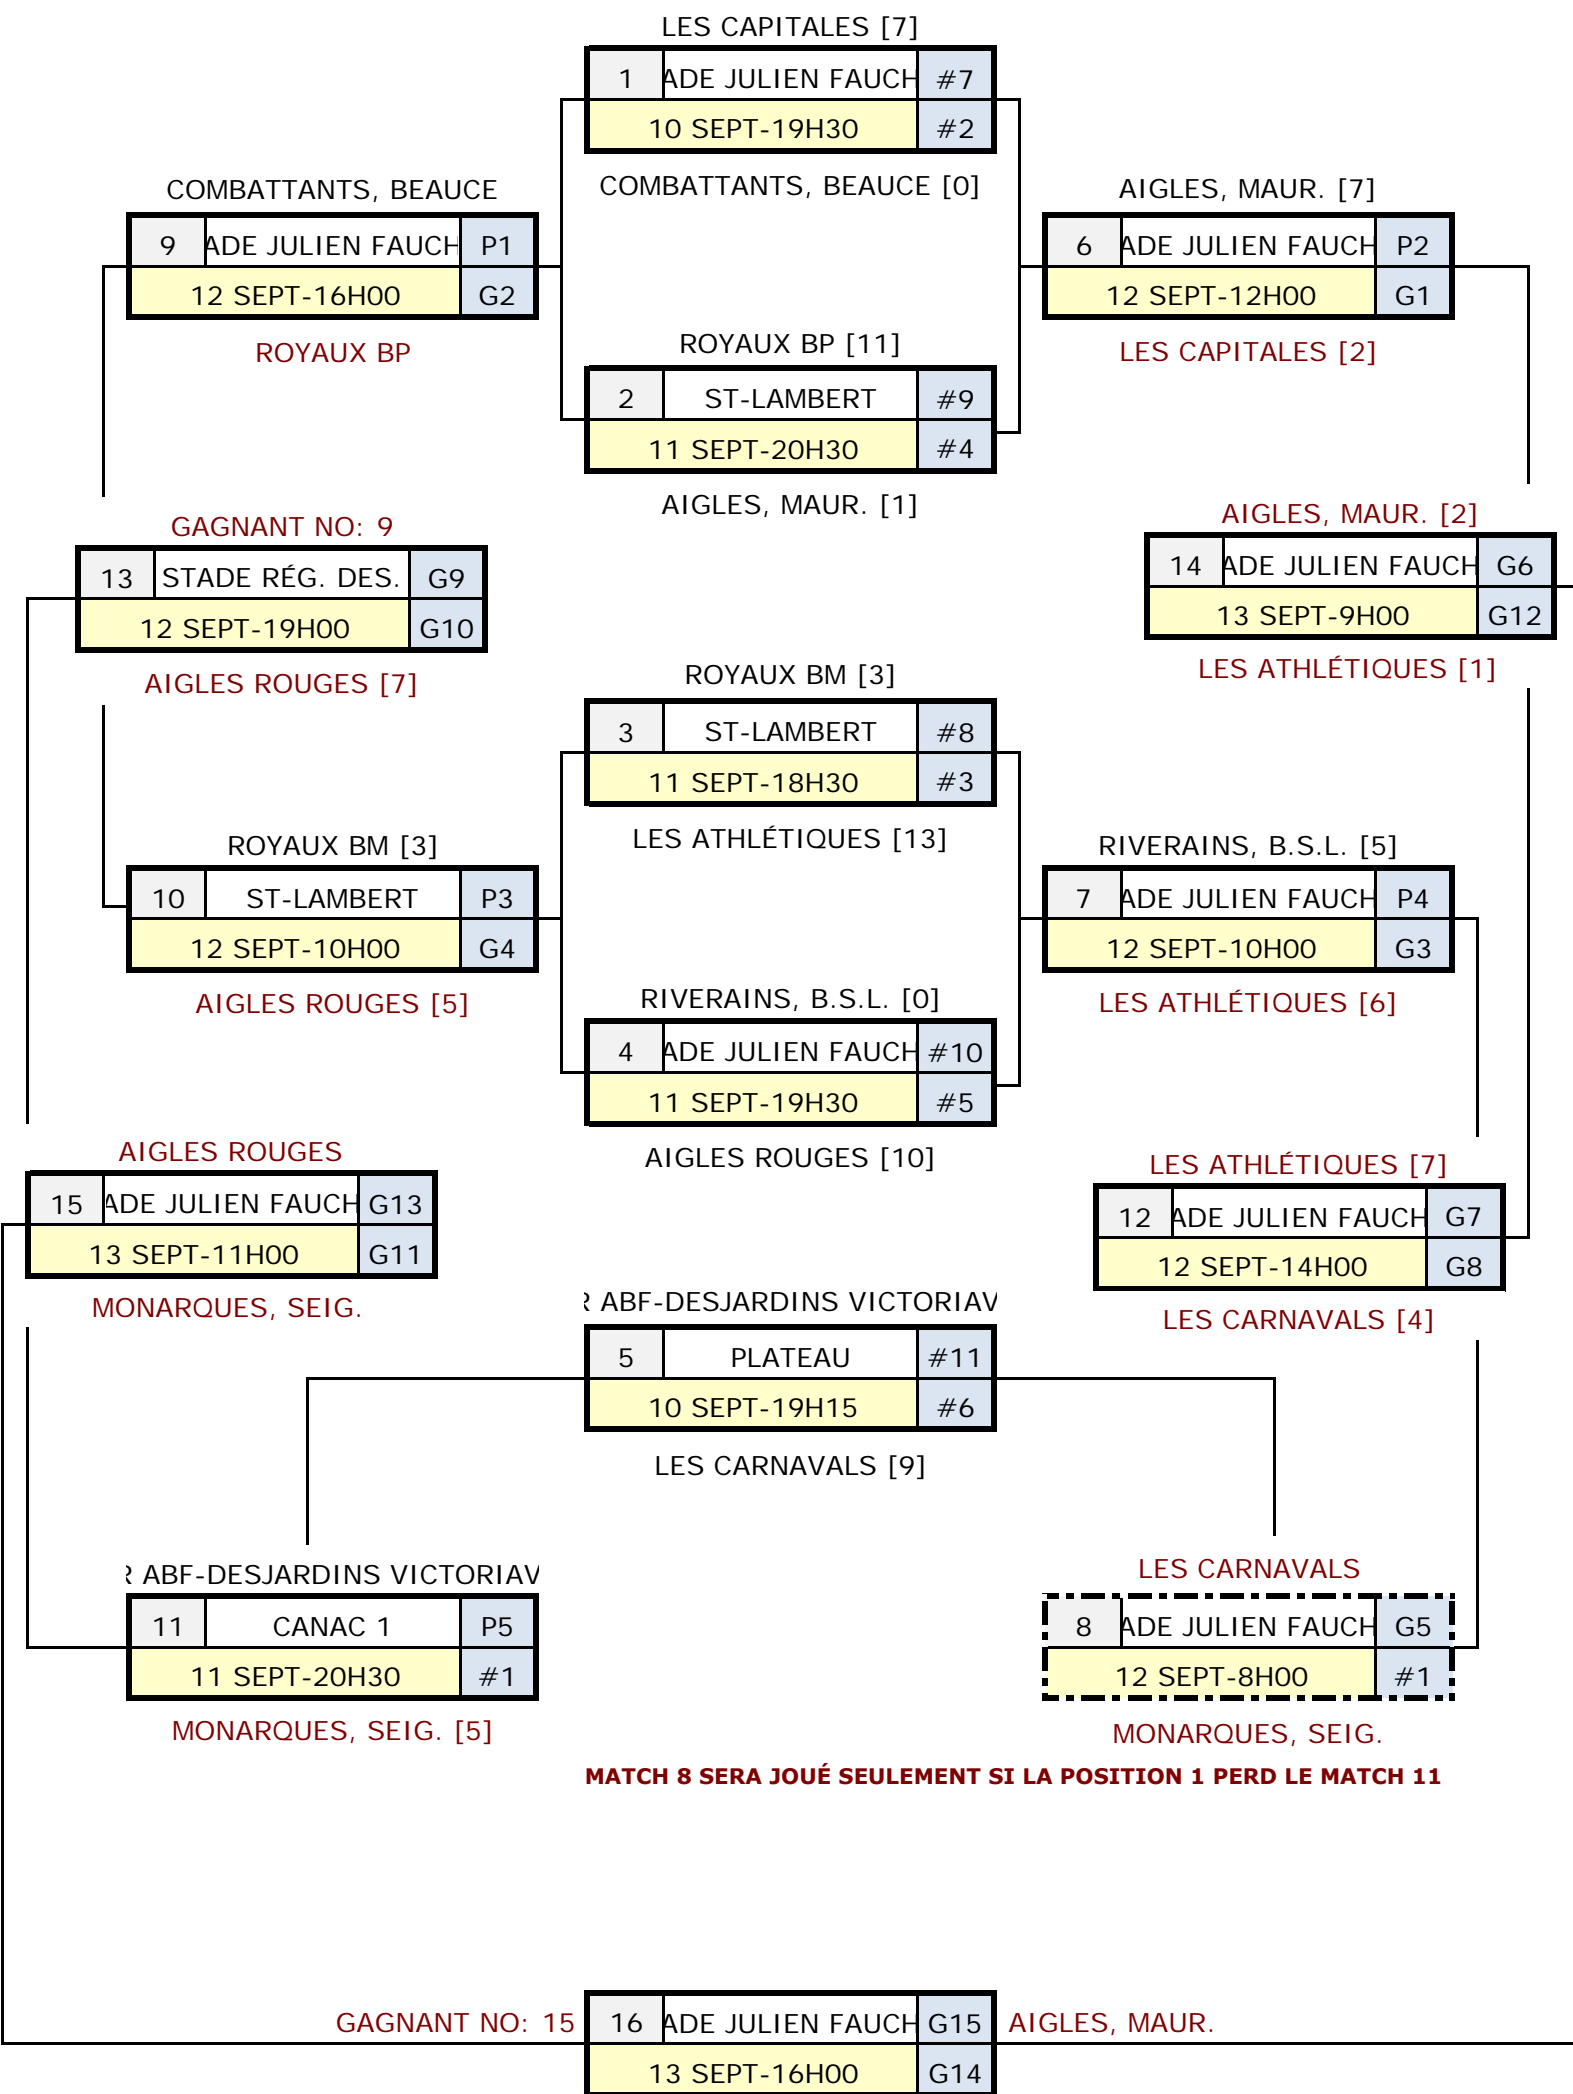 LES CAPITALES [7]
1 ADE JULIEN FAUCH #7
10 SEPT-19H30 #2
COMBATTANTS, BEAUCE [0]
COMBATTANTS, BEAUCE
9 ADE JULIEN FAUCH P1
12 SEPT-16H00 G2
ROYAUX BP
AIGLES, MAUR. [7]
6 ADE JULIEN FAUCH P2
12 SEPT-12H00 G1
LES CAPITALES [2]
ROYAUX BP [11]
2 ST-LAMBERT #9
11 SEPT-20H30 #4
AIGLES, MAUR. [1]
GAGNANT NO: 9
13 STADE RÉG. DES. G9
12 SEPT-19H00 G10
AIGLES ROUGES [7]
AIGLES, MAUR. [2]
14 ADE JULIEN FAUCH G6
13 SEPT-9H00 G12
LES ATHLÉTIQUES [1]
ROYAUX BM [3]
3 ST-LAMBERT #8
11 SEPT-18H30 #3
LES ATHLÉTIQUES [13]
ROYAUX BM [3]
10 ST-LAMBERT P3
12 SEPT-10H00 G4
AIGLES ROUGES [5]
RIVERAINS, B.S.L. [5]
7 ADE JULIEN FAUCH P4
12 SEPT-10H00 G3
LES ATHLÉTIQUES [6]
RIVERAINS, B.S.L. [0]
4 ADE JULIEN FAUCH #10
11 SEPT-19H30 #5
AIGLES ROUGES [10]
AIGLES ROUGES
15 ADE JULIEN FAUCH G13
13 SEPT-11H00 G11
MONARQUES, SEIG.
LES ATHLÉTIQUES [7]
12 ADE JULIEN FAUCH G7
12 SEPT-14H00 G8
LES CARNAVALS [4]
R ABF-DESJARDINS VICTORIAV
5 PLATEAU #11
10 SEPT-19H15 #6
LES CARNAVALS [9]
R ABF-DESJARDINS VICTORIAV
11 CANAC 1 P5
11 SEPT-20H30 #1
MONARQUES, SEIG. [5]
LES CARNAVALS
8 ADE JULIEN FAUCH G5
12 SEPT-8H00 #1
MONARQUES, SEIG.
MATCH 8 SERA JOUÉ SEULEMENT SI LA POSITION 1 PERD LE MATCH 11
GAGNANT NO: 15 16 ADE JULIEN FAUCH G15 AIGLES, MAUR.
13 SEPT-16H00 G14